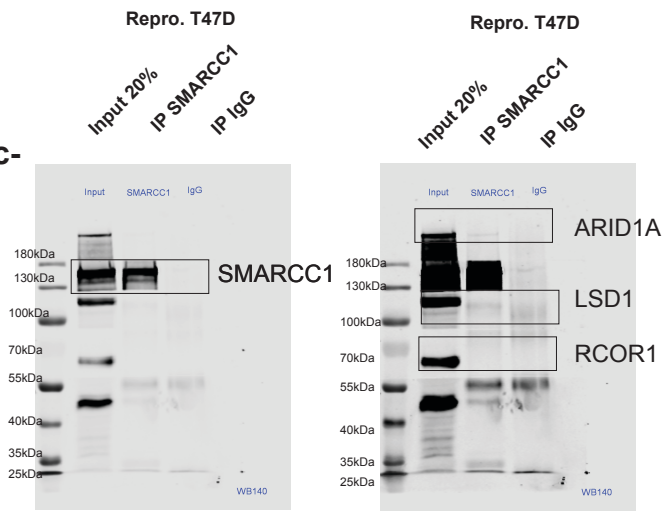 Repro. T47D
Input 20%
IP SMARCC1
IP IgG
c-
Input
SMARCC1
IgG
180kDa
130kDa
100kDa
70kDa
55kDa
40kDa
35kDa
25kDa
SMARCC1
WB140
Repro. T47D
Input 20%
IP SMARCC1
IP IgG
Input
SMARCC1
IgG
180kDa
130kDa
100kDa
70kDa
55kDa
40kDa
35kDa
25kDa
ARID1A
LSD1
RCOR1
WB140